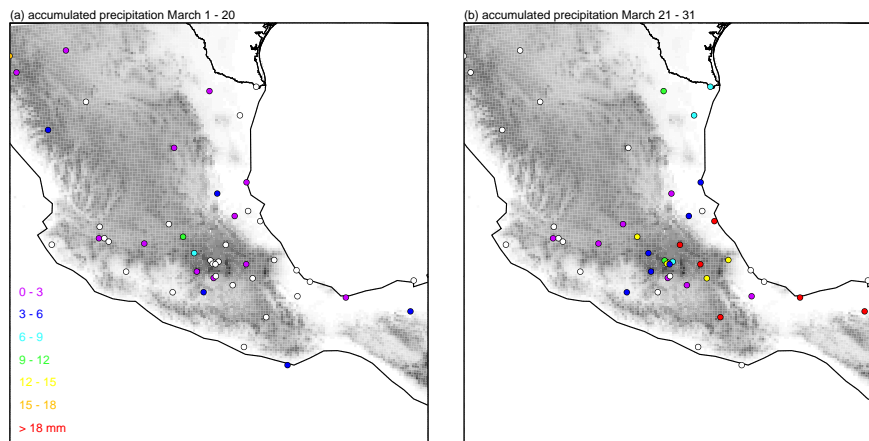 (a) accumulated precipitation March 1 - 20
(b) accumulated precipitation March 21 - 31
0 - 3
3 - 6
6 - 9
9 - 12
12 - 15
15 - 18
> 18 mm